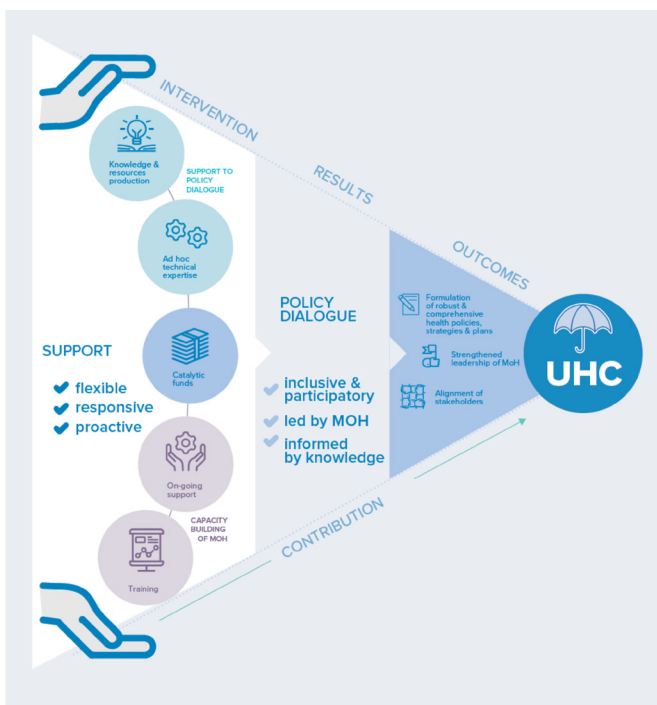 INTERVENTION
RESULTS
OUTCOMES
Knowledge &
resources
production
SUPPORT TO
POLICY
DIALOGUE
Ad hoc
technical
expertise
SUPPORT
flexible
responsive
proactive
Catalytic
funds
On-going
support
CAPACITY
BUILDING
OF MOH
Training
POLICY
DIALOGUE
inclusive &
participatory
led by MOH
informed
by knowledge
Formulation
of robust &
comprehensive
health policies,
strategies & plans
Strengthened
leadership of MoH
Alignment of
stakeholders
UHC
CONTRIBUTION